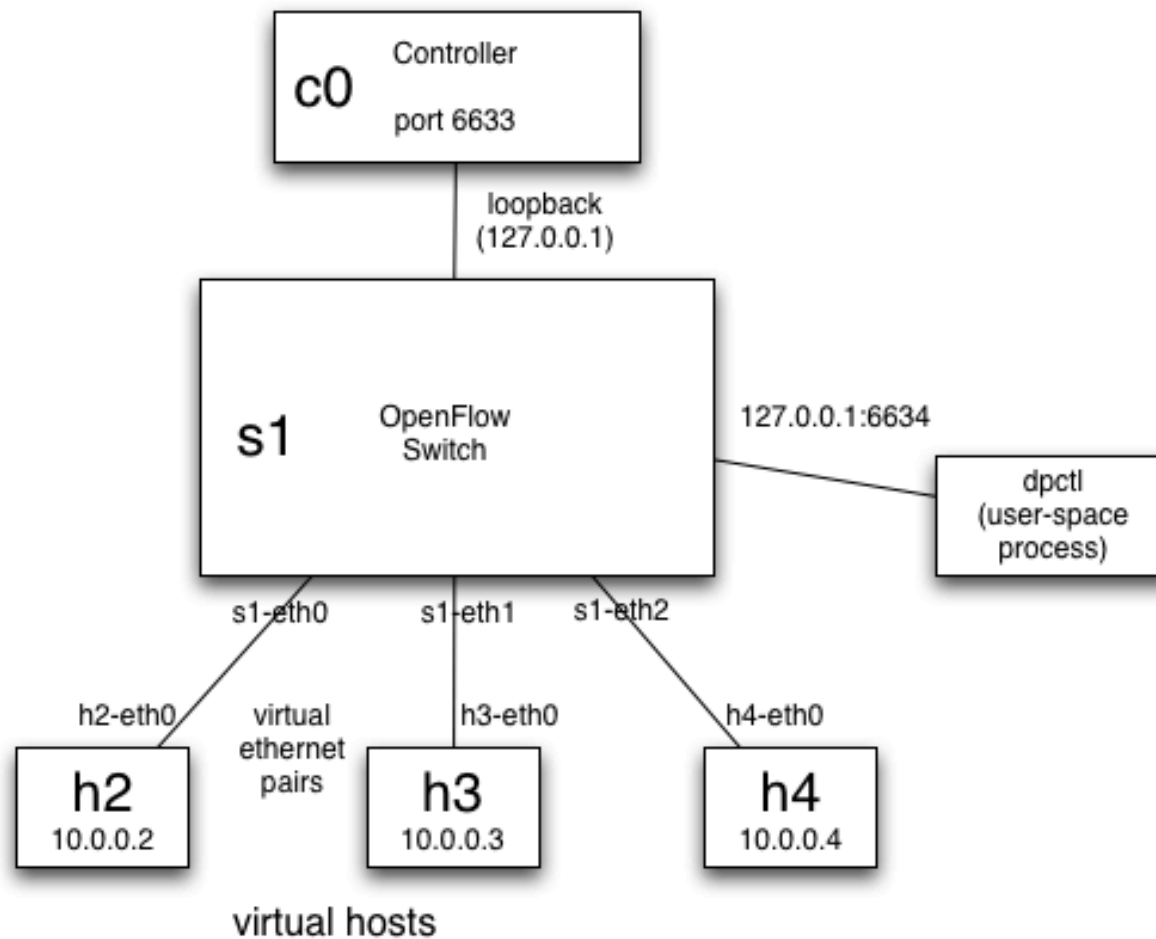 Controller
c0
port 6633
loopback
(127.0.0.1)
OpenFlow
s1
Switch
127.0.0.1:6634
dpctl
(user-space
process)
s1-eth0
s1-eth1
s1-eth2
h2-eth0
virtual
ethernet
pairs
h3-eth0
h4-eth0
h2
10.0.0.2
h3
10.0.0.3
h4
10.0.0.4
virtual hosts